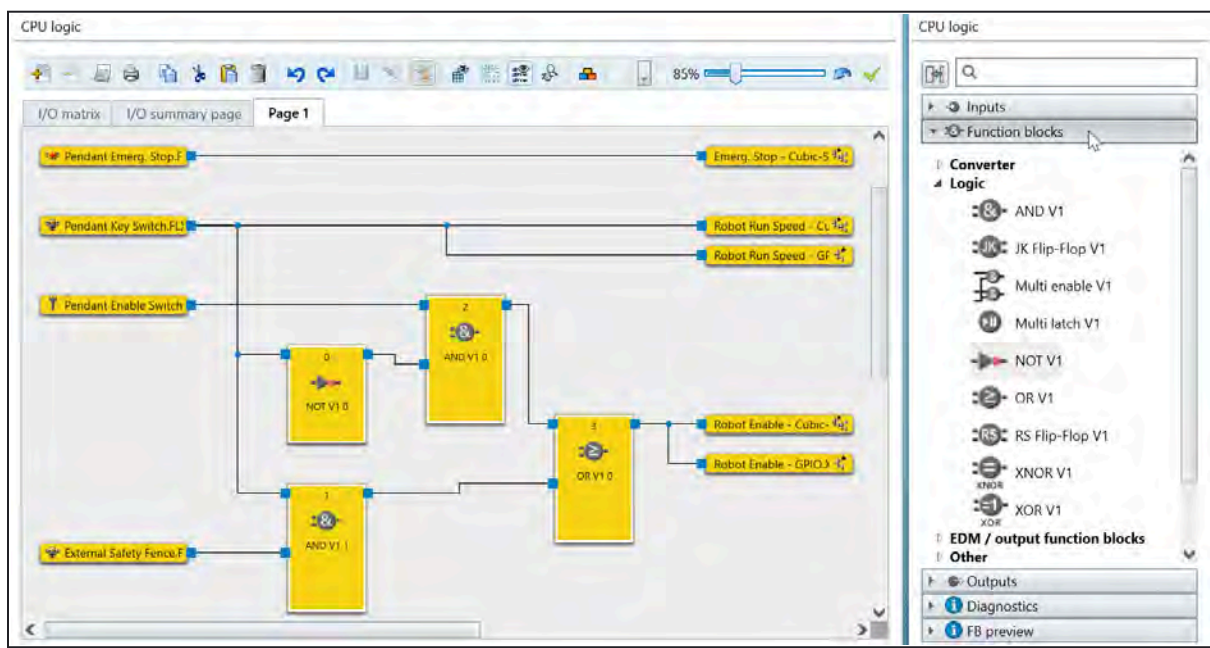 CPU logic
85%
I/O matrix
I/O summary page
Page 1
Pendant Emerg. Stop.F
Emerg. Stop - Cubic-S
Pendant Key Switch.FL
Robot Run Speed - Cu
Robot Run Speed - GF
Pendant Enable Switch
2
&
AND V1 0
0
NOT V1 0
3
≥
OR V1 0
Robot Enable - Cubic-
Robot Enable - GPIO.X
1
&
AND V1 1
External Safety Fence.F
CPU logic
Inputs
Function blocks
Converter
Logic
& AND V1
JK JK Flip-Flop V1
Multi enable V1
Multi latch V1
NOT V1
≥ OR V1
RS RS Flip-Flop V1
= XNOR V1
XNOR
=1 XOR V1
XOR
EDM / output function blocks
Other
Outputs
Diagnostics
FB preview